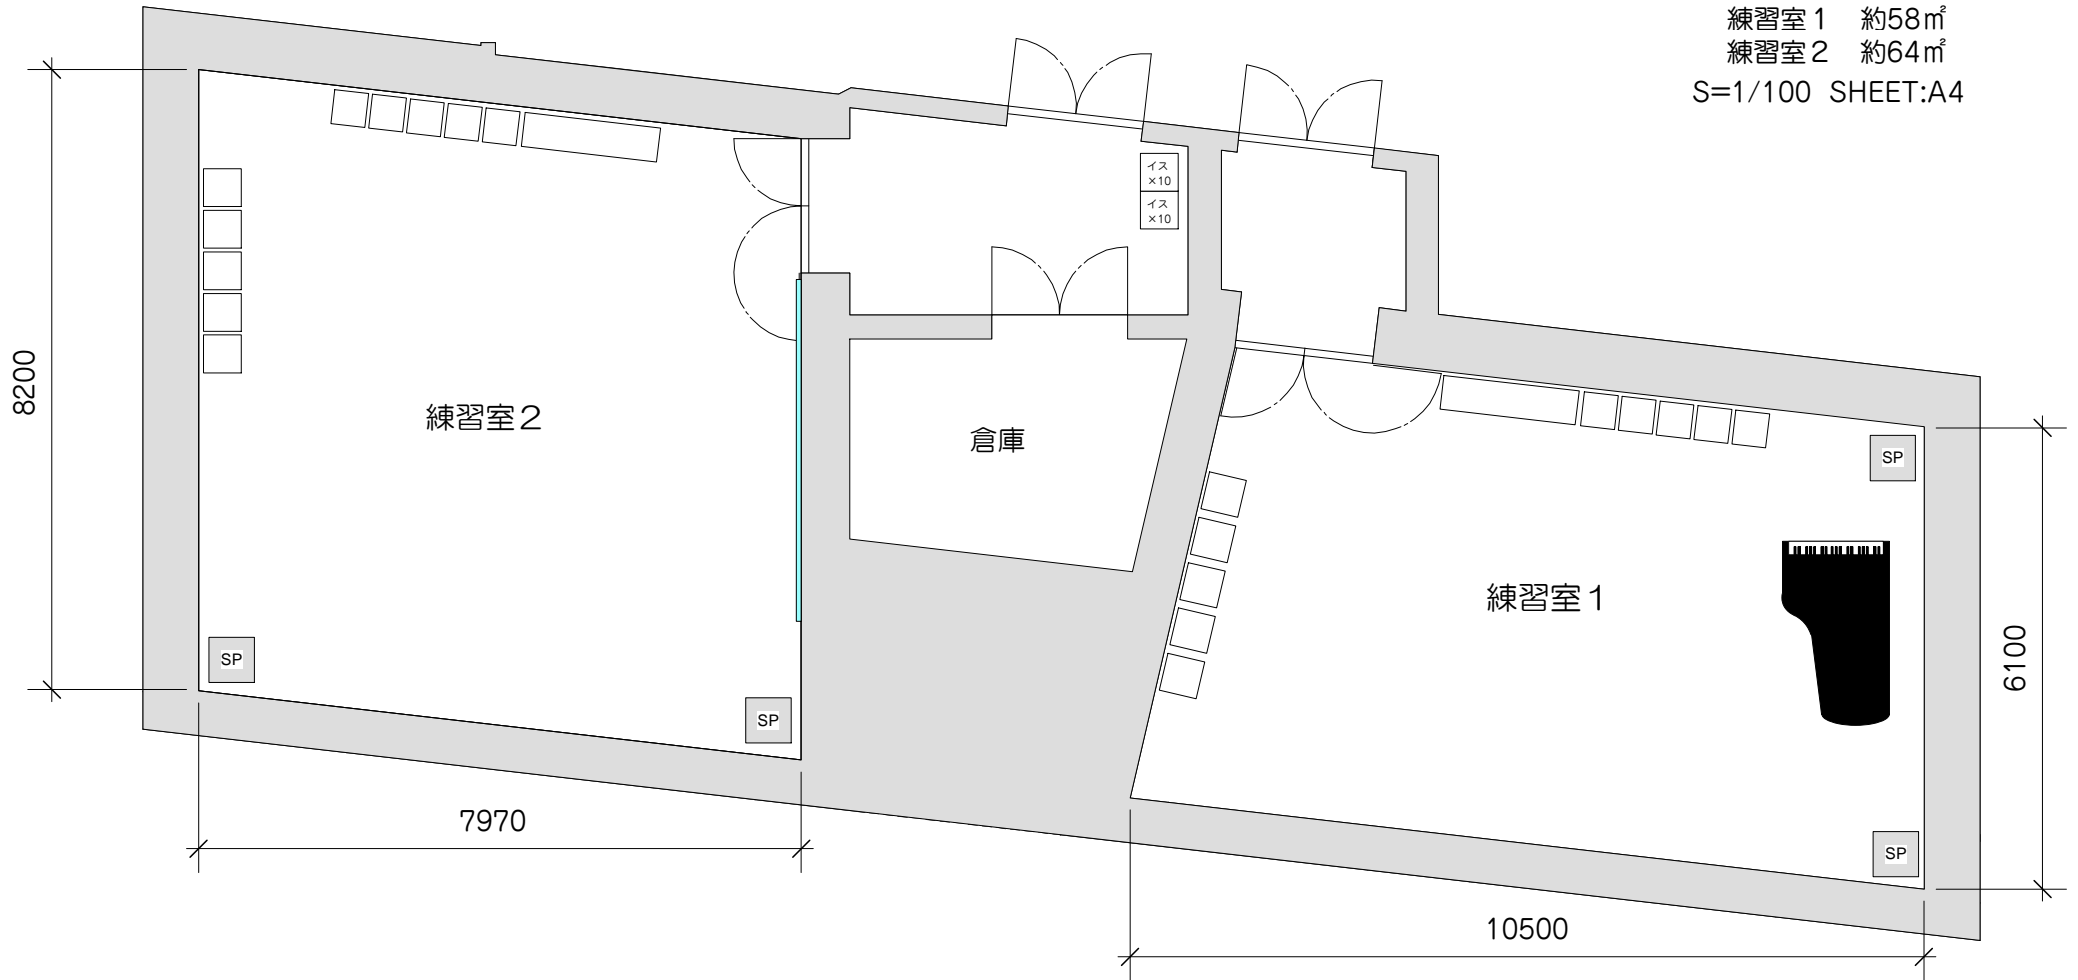 練習室１　約58㎡
練習室２　約64㎡
S=1/100 SHEET:A4
イス
×10
イス
×10
8200
練習室２
倉庫
SP
練習室１
6100
SP
SP
SP
7970
10500